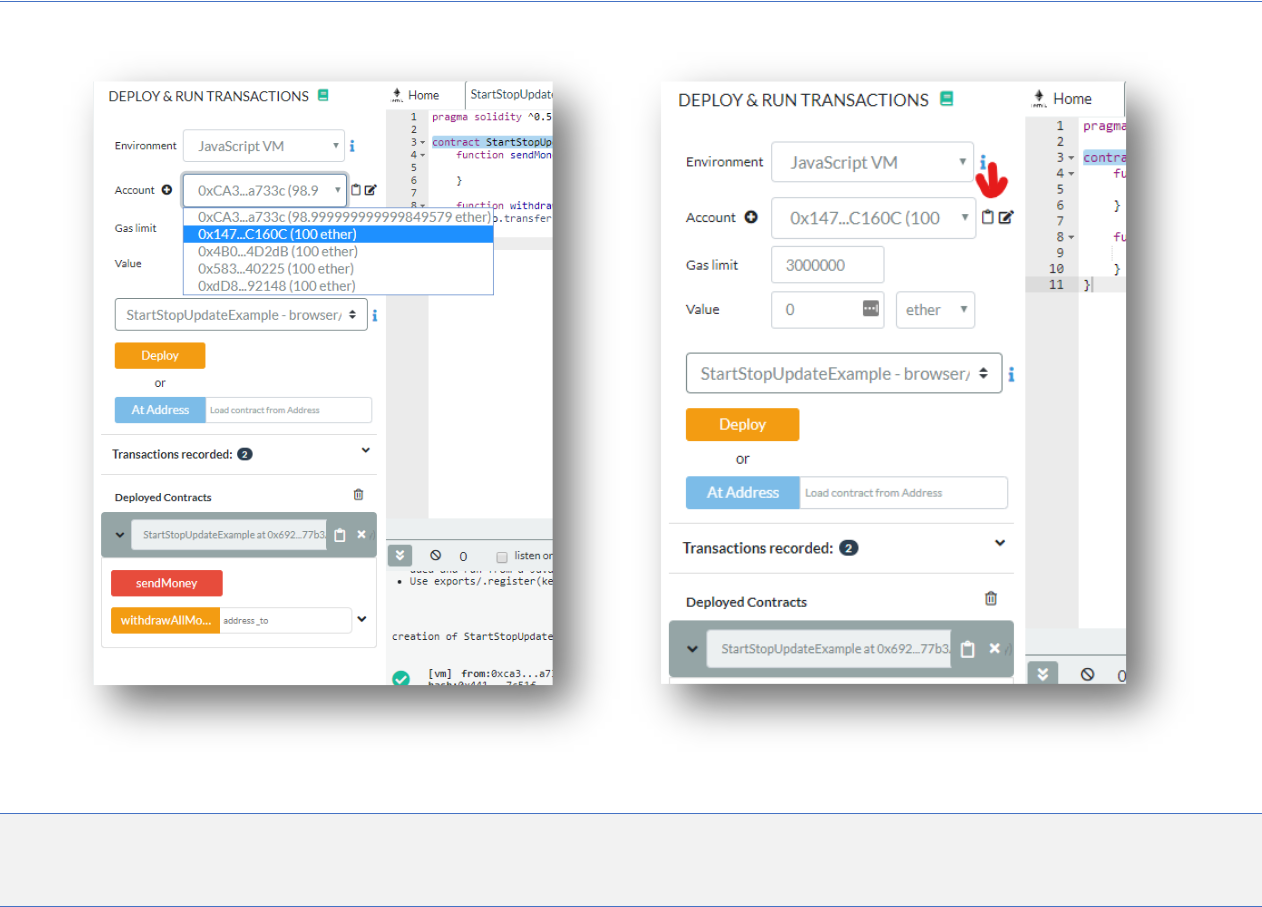 DEPLOY & RUN TRANSACTIONS
Environment JavaScript VM
Account 0xCA3...a733c (98.9
0xCA3...a733c (98.999999999999849579 ether)
0x147...C160C (100 ether)
0x4B0...4D2dB (100 ether)
0x583...40225 (100 ether)
0xdD8...92148 (100 ether)
Gas limit
Value
StartStopUpdateExample - browser/
Deploy
or
At Address Load contract from Address
Transactions recorded: 2
Deployed Contracts
StartStopUpdateExample at 0x692...77b3
sendMoney
withdrawAllMo... address _to
Home StartStopUpdat
1 pragma solidity ^0.5
2
3 contract StartStopUp
4 function sendMon
5
6 }
7
8 function withdra
p.transfer
0 listen on
Use exports/.register(ke
creation of StartStopUpdate
[vm] from:0xca3...a7
DEPLOY & RUN TRANSACTIONS
Environment JavaScript VM
Account 0x147...C160C (100
Gas limit 3000000
Value 0 ether
StartStopUpdateExample - browser/
Deploy
or
At Address Load contract from Address
Transactions recorded: 2
Deployed Contracts
StartStopUpdateExample at 0x692...77b3
Home
1 pragma
2
3 contra
4 fu
5
6 }
7
8 fu
9
10 }
11 }
0